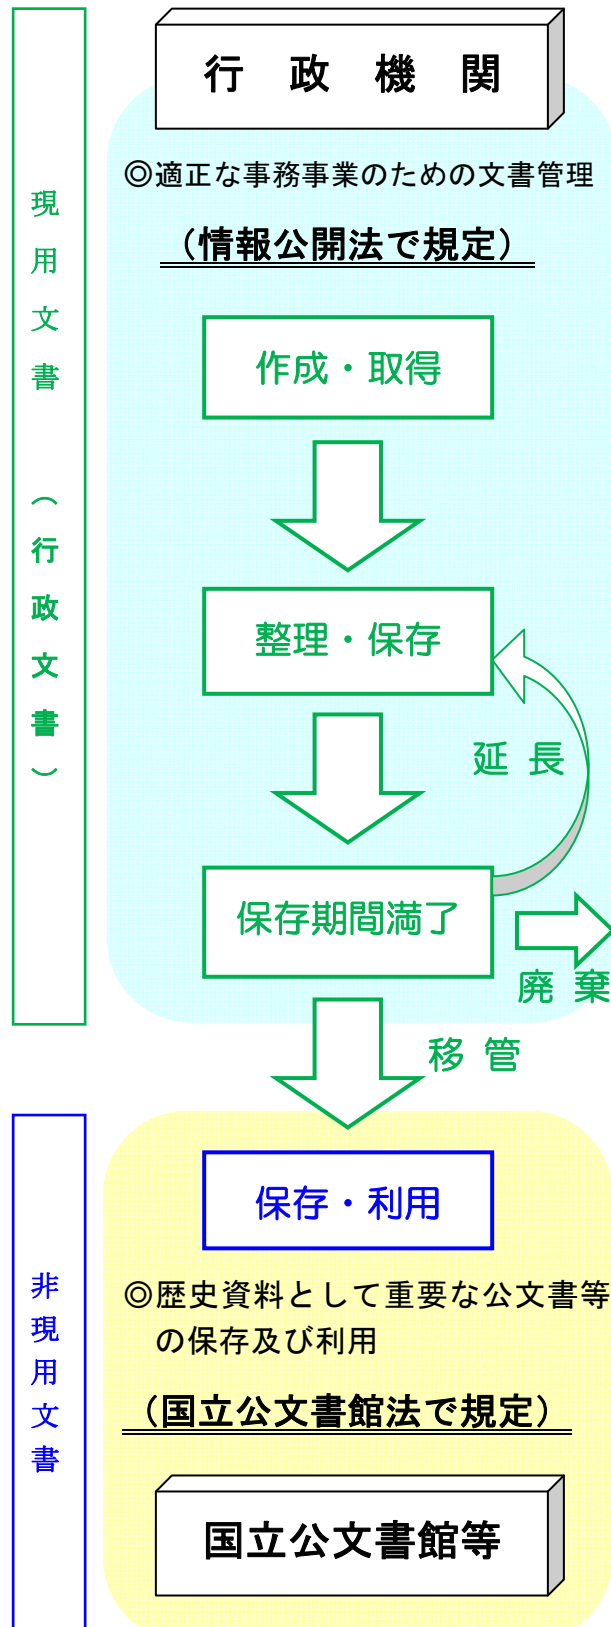 行政機関
◎適正な事務事業のための文書管理
（情報公開法で規定）
現用文書（行政文書）
作成・取得
整理・保存
延長
保存期間満了
廃棄
移管
非現用文書
保存・利用
◎歴史資料として重要な公文書等
の保存及び利用
（国立公文書館法で規定）
国立公文書館等